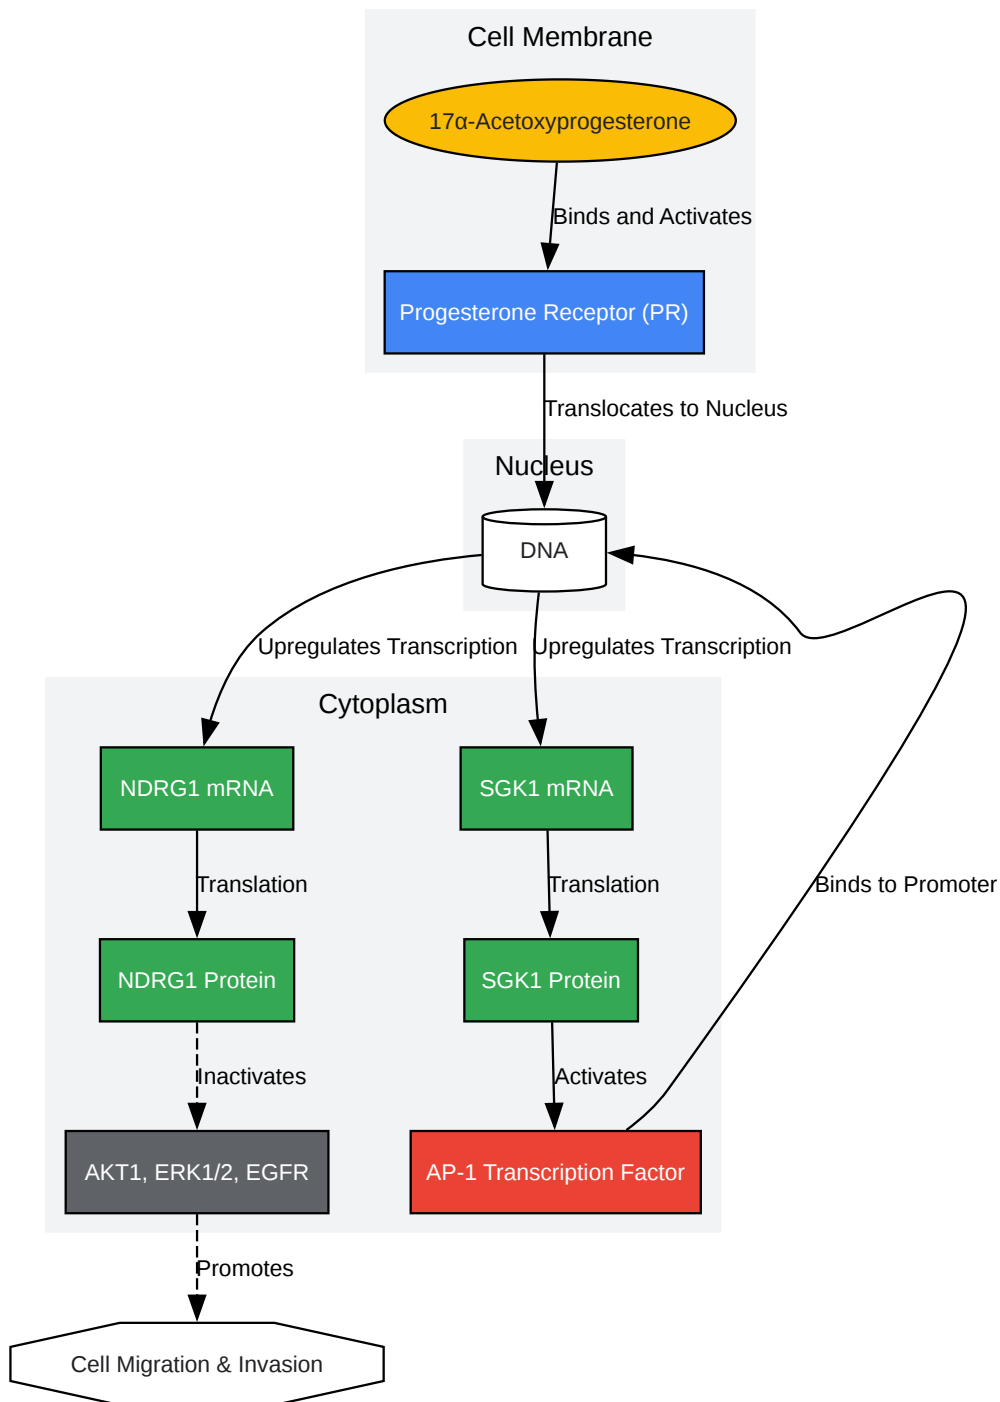 Cell Membrane
17α-Acetoxyprogesterone
Binds and Activates
Progesterone Receptor (PR)
Translocates to Nucleus
Nucleus
DNA
Upregulates Transcription
Upregulates Transcription
Cytoplasm
NDRG1 mRNA
SGK1 mRNA
Translation
Translation
Binds to Promoter
NDRG1 Protein
SGK1 Protein
Inactivates
Activates
AKT1, ERK1/2, EGFR
AP-1 Transcription Factor
Promotes
Cell Migration & Invasion